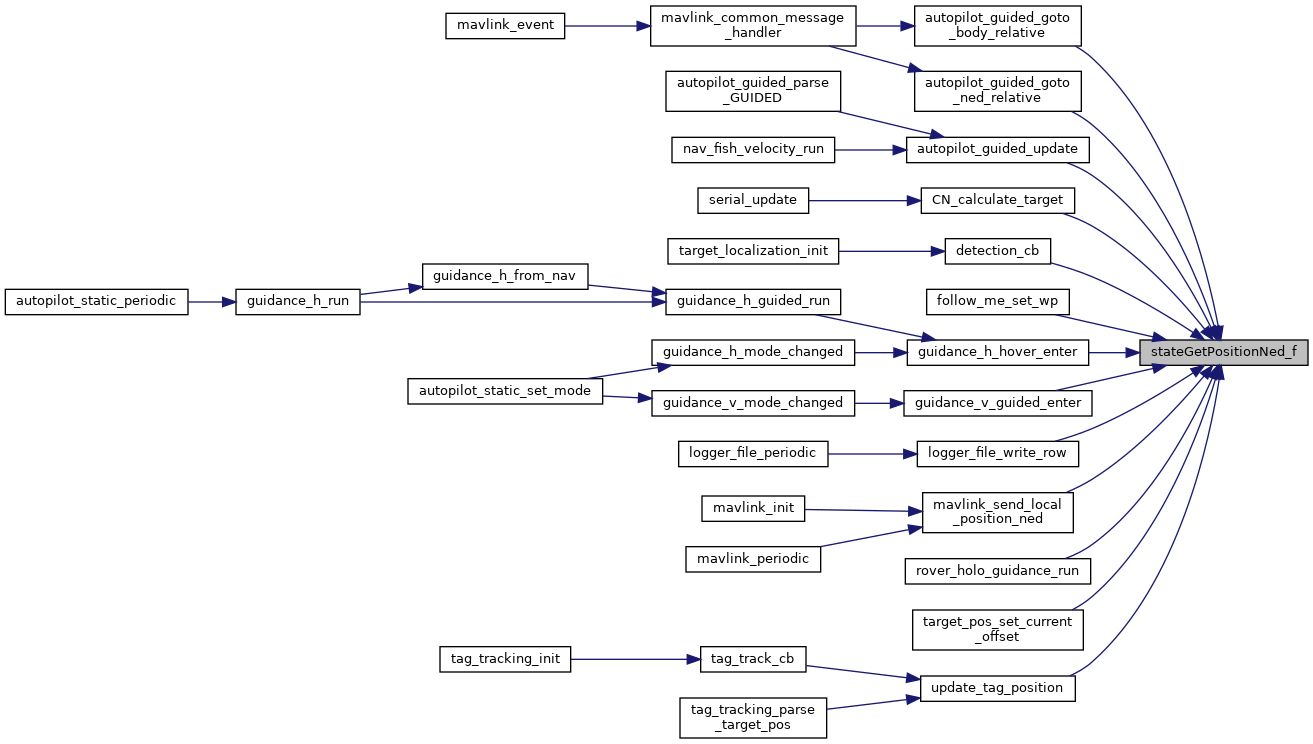 mavlink_event
mavlink_common_message
_handler
autopilot_guided_goto
_body_relative
autopilot_guided_parse
_GUIDED
autopilot_guided_goto
_ned_relative
nav_fish_velocity_run
autopilot_guided_update
serial_update
CN_calculate_target
target_localization_init
detection_cb
guidance_h_from_nav
autopilot_static_periodic
guidance_h_run
guidance_h_guided_run
follow_me_set_wp
guidance_h_mode_changed
guidance_h_hover_enter
stateGetPositionNed_f
autopilot_static_set_mode
guidance_v_mode_changed
guidance_v_guided_enter
logger_file_periodic
logger_file_write_row
mavlink_init
mavlink_send_local
_position_ned
mavlink_periodic
rover_holo_guidance_run
target_pos_set_current
_offset
tag_tracking_init
tag_track_cb
update_tag_position
tag_tracking_parse
_target_pos